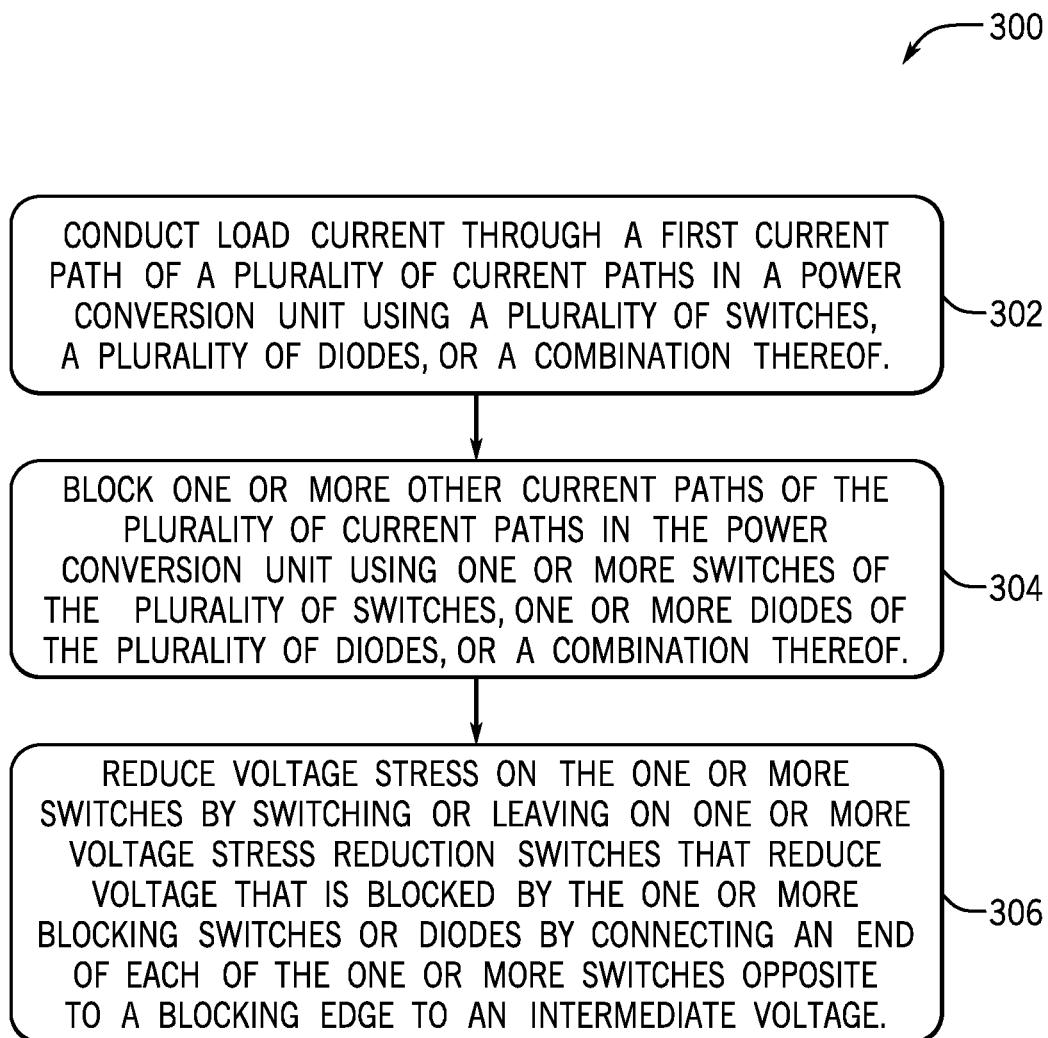 300
CONDUCT LOAD CURRENT THROUGH A FIRST CURRENT
PATH OF A PLURALITY OF CURRENT PATHS IN A POWER
CONVERSION UNIT USING A PLURALITY OF SWITCHES,
A PLURALITY OF DIODES, OR A COMBINATION THEREOF.
302
BLOCK ONE OR MORE OTHER CURRENT PATHS OF THE
PLURALITY OF CURRENT PATHS IN THE POWER
CONVERSION UNIT USING ONE OR MORE SWITCHES OF
THE PLURALITY OF SWITCHES, ONE OR MORE DIODES OF
THE PLURALITY OF DIODES, OR A COMBINATION THEREOF.
304
REDUCE VOLTAGE STRESS ON THE ONE OR MORE
SWITCHES BY SWITCHING OR LEAVING ON ONE OR MORE
VOLTAGE STRESS REDUCTION SWITCHES THAT REDUCE
VOLTAGE THAT IS BLOCKED BY THE ONE OR MORE
BLOCKING SWITCHES OR DIODES BY CONNECTING AN END
OF EACH OF THE ONE OR MORE SWITCHES OPPOSITE
TO A BLOCKING EDGE TO AN INTERMEDIATE VOLTAGE.
306